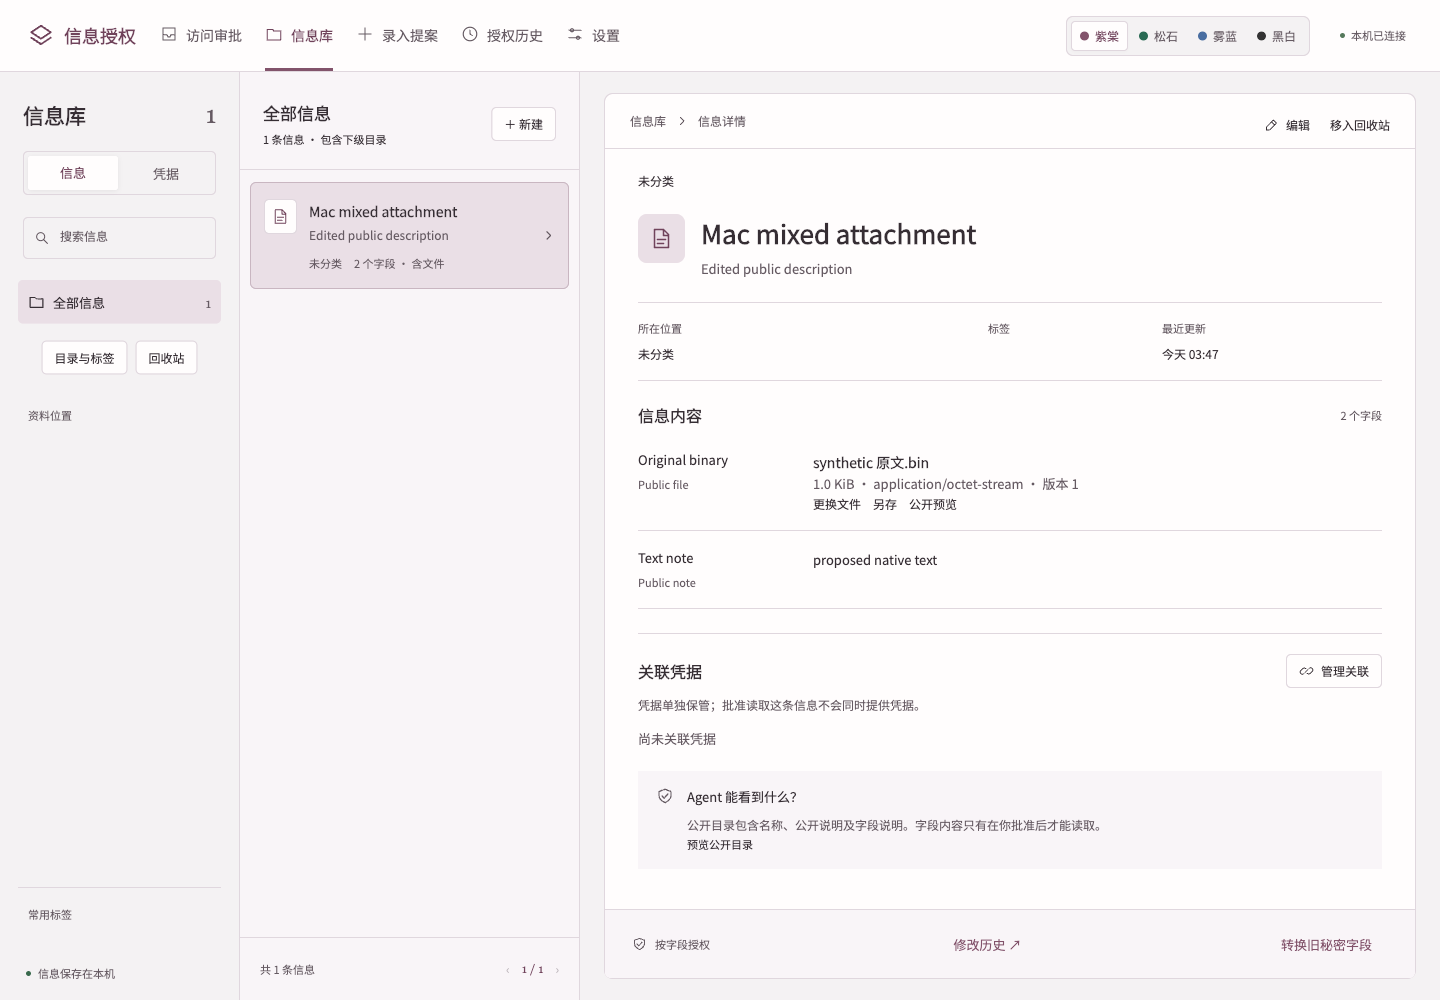 信息授权
访问审批
信息库
录入提案
授权历史
设置
紫棠
松石
雾蓝
黑白
本机已连接
信息库
1
信息
凭据
搜索信息
全部信息
1
目录与标签
回收站
资料位置
常用标签
信息保存在本机
全部信息
1 条信息 · 包含下级目录
新建
Mac mixed attachment
Edited public description
未分类 2 个字段 · 含文件
共 1 条信息
‹ 1 / 1 ›
信息库 > 信息详情
编辑
移入回收站
未分类
Mac mixed attachment
Edited public description
所在位置
未分类
标签
最近更新
今天 03:47
信息内容
2 个字段
Original binary
Public file
synthetic 原文.bin
1.0 KiB · application/octet-stream · 版本 1
更换文件 另存 公开预览
Text note
Public note
proposed native text
关联凭据
管理关联
凭据单独保管；批准读取这条信息不会同时提供凭据。
尚未关联凭据
Agent 能看到什么？
公开目录包含名称、公开说明及字段说明。字段内容只有在你批准后才能读取。
预览公开目录
按字段授权
修改历史 ↗
转换旧秘密字段